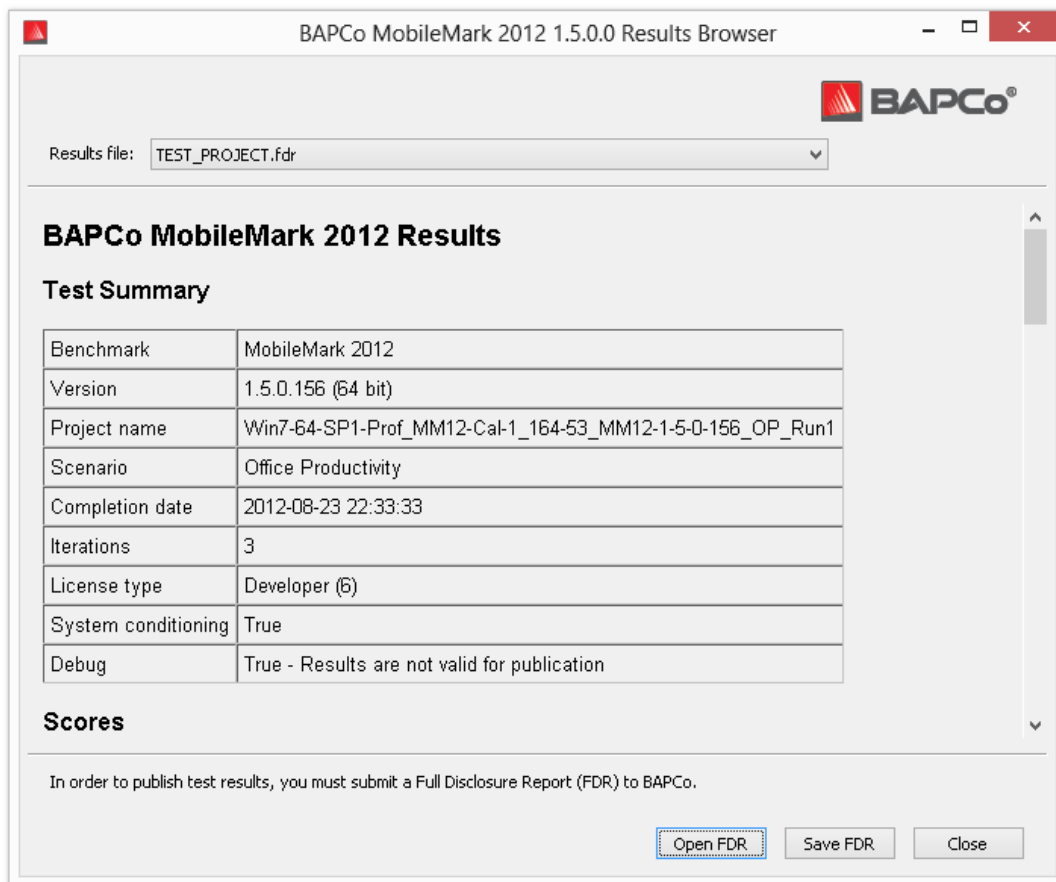 BAPCo MobileMark 2012 1.5.0.0 Results Browser
BAPCo®
Results file: TEST_PROJECT.fdr
BAPCo MobileMark 2012 Results
Test Summary
Benchmark MobileMark 2012
Version 1.5.0.156 (64 bit)
Project name Win7-64-SP1-Prof_MM12-Cal-1_164-53_MM12-1-5-0-156_OP_Run1
Scenario Office Productivity
Completion date 2012-08-23 22:33:33
Iterations 3
License type Developer (6)
System conditioning True
Debug True - Results are not valid for publication
Scores
In order to publish test results, you must submit a Full Disclosure Report (FDR) to BAPCo.
Open FDR Save FDR Close